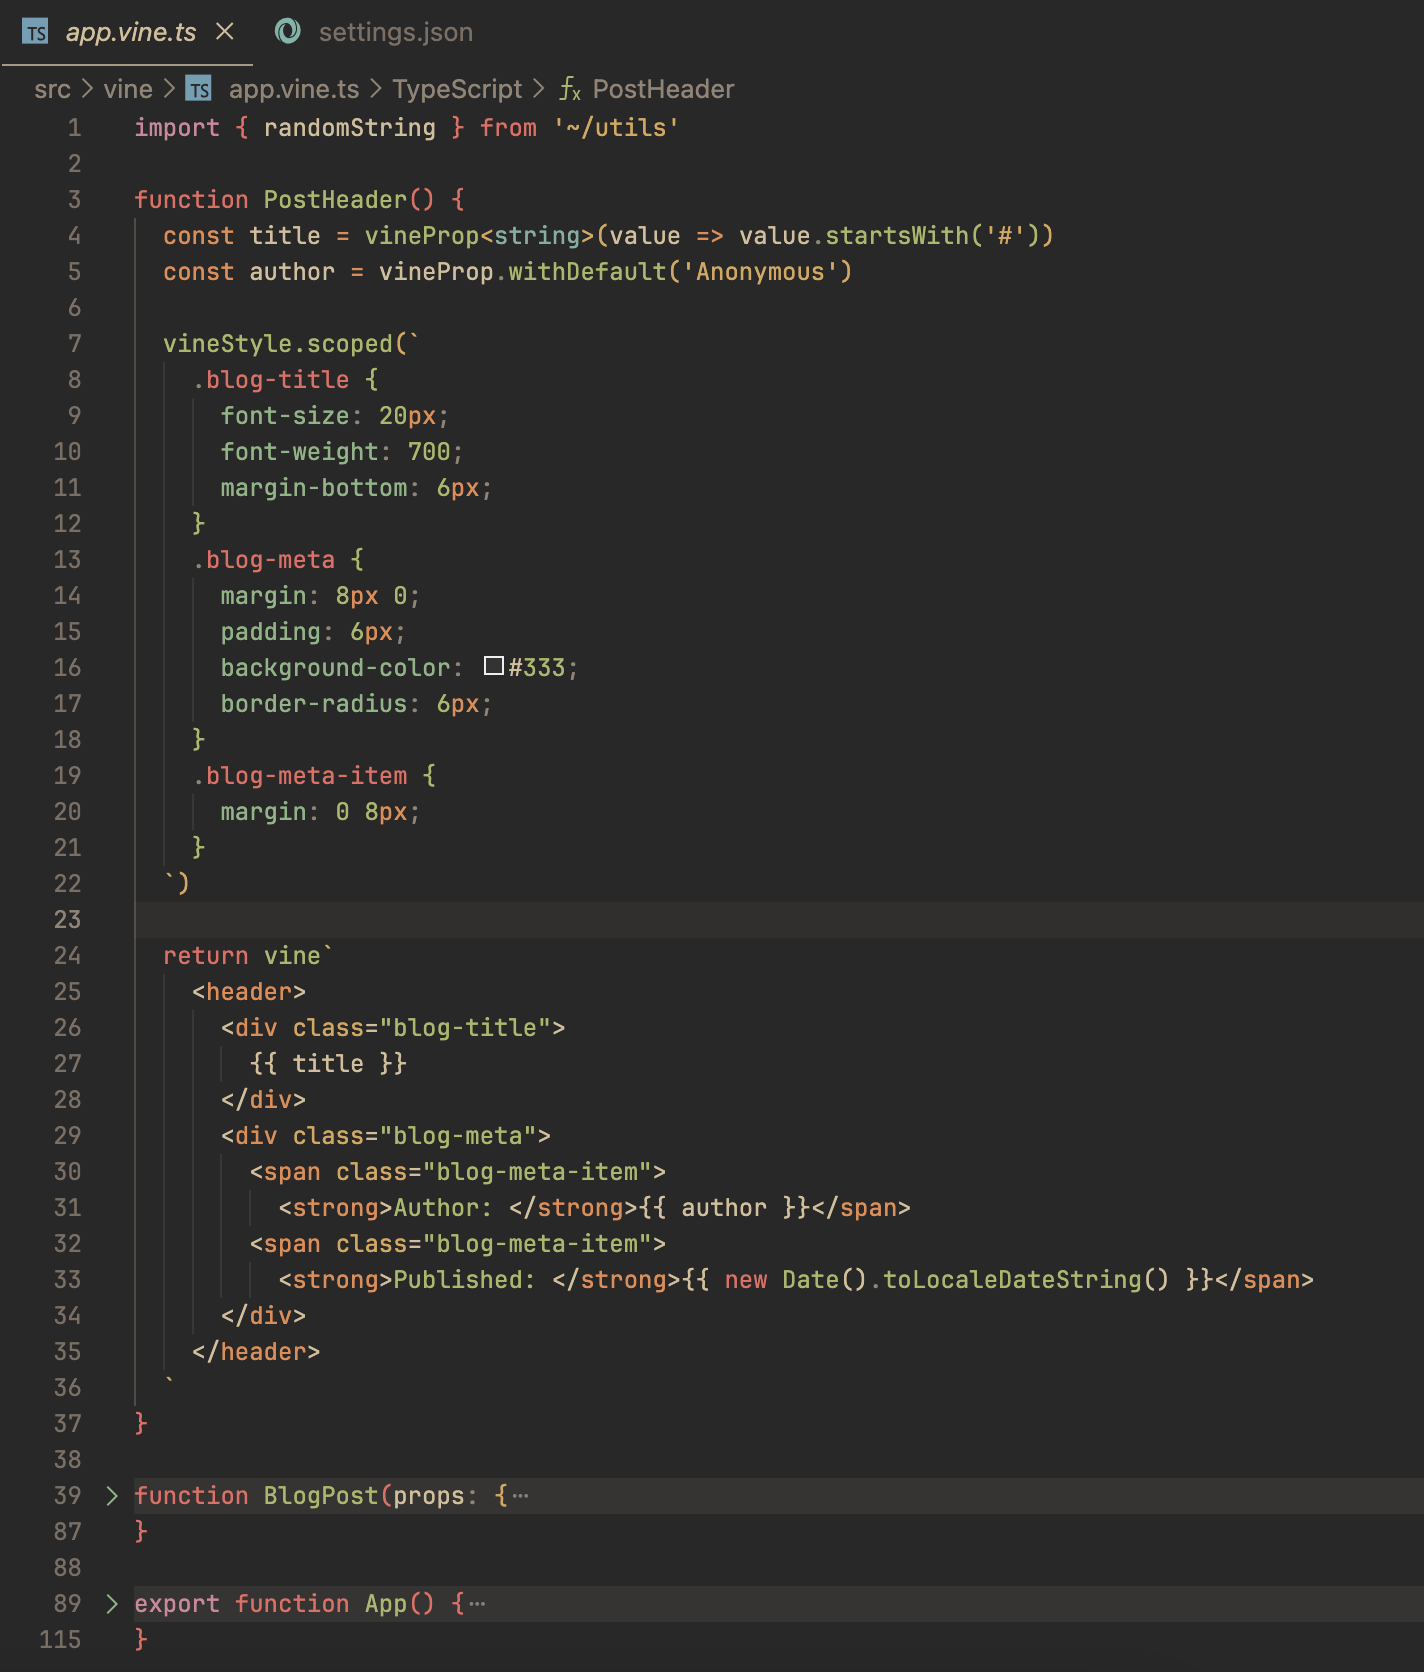 TS app.vine.ts × settings.json
src > vine > TS app.vine.ts > TypeScript > fx PostHeader
1 import { randomString } from '~/utils'
2
3 function PostHeader() {
4   const title = vineProp<string>(value => value.startsWith('#'))
5   const author = vineProp.withDefault('Anonymous')
6
7   vineStyle.scoped(`
8     .blog-title {
9       font-size: 20px;
10       font-weight: 700;
11       margin-bottom: 6px;
12     }
13     .blog-meta {
14       margin: 8px 0;
15       padding: 6px;
16       background-color: #333;
17       border-radius: 6px;
18     }
19     .blog-meta-item {
20       margin: 0 8px;
21     }
22   `)
23
24   return vine`
25     <header>
26       <div class="blog-title">
27         {{ title }}
28       </div>
29       <div class="blog-meta">
30         <span class="blog-meta-item">
31           <strong>Author: </strong>{{ author }}</span>
32         <span class="blog-meta-item">
33           <strong>Published: </strong>{{ new Date().toLocaleDateString() }}</span>
34       </div>
35     </header>
36   `
37 }
38
39 > function BlogPost(props: {⋯
87 }
88
89 > export function App() {⋯
115 }